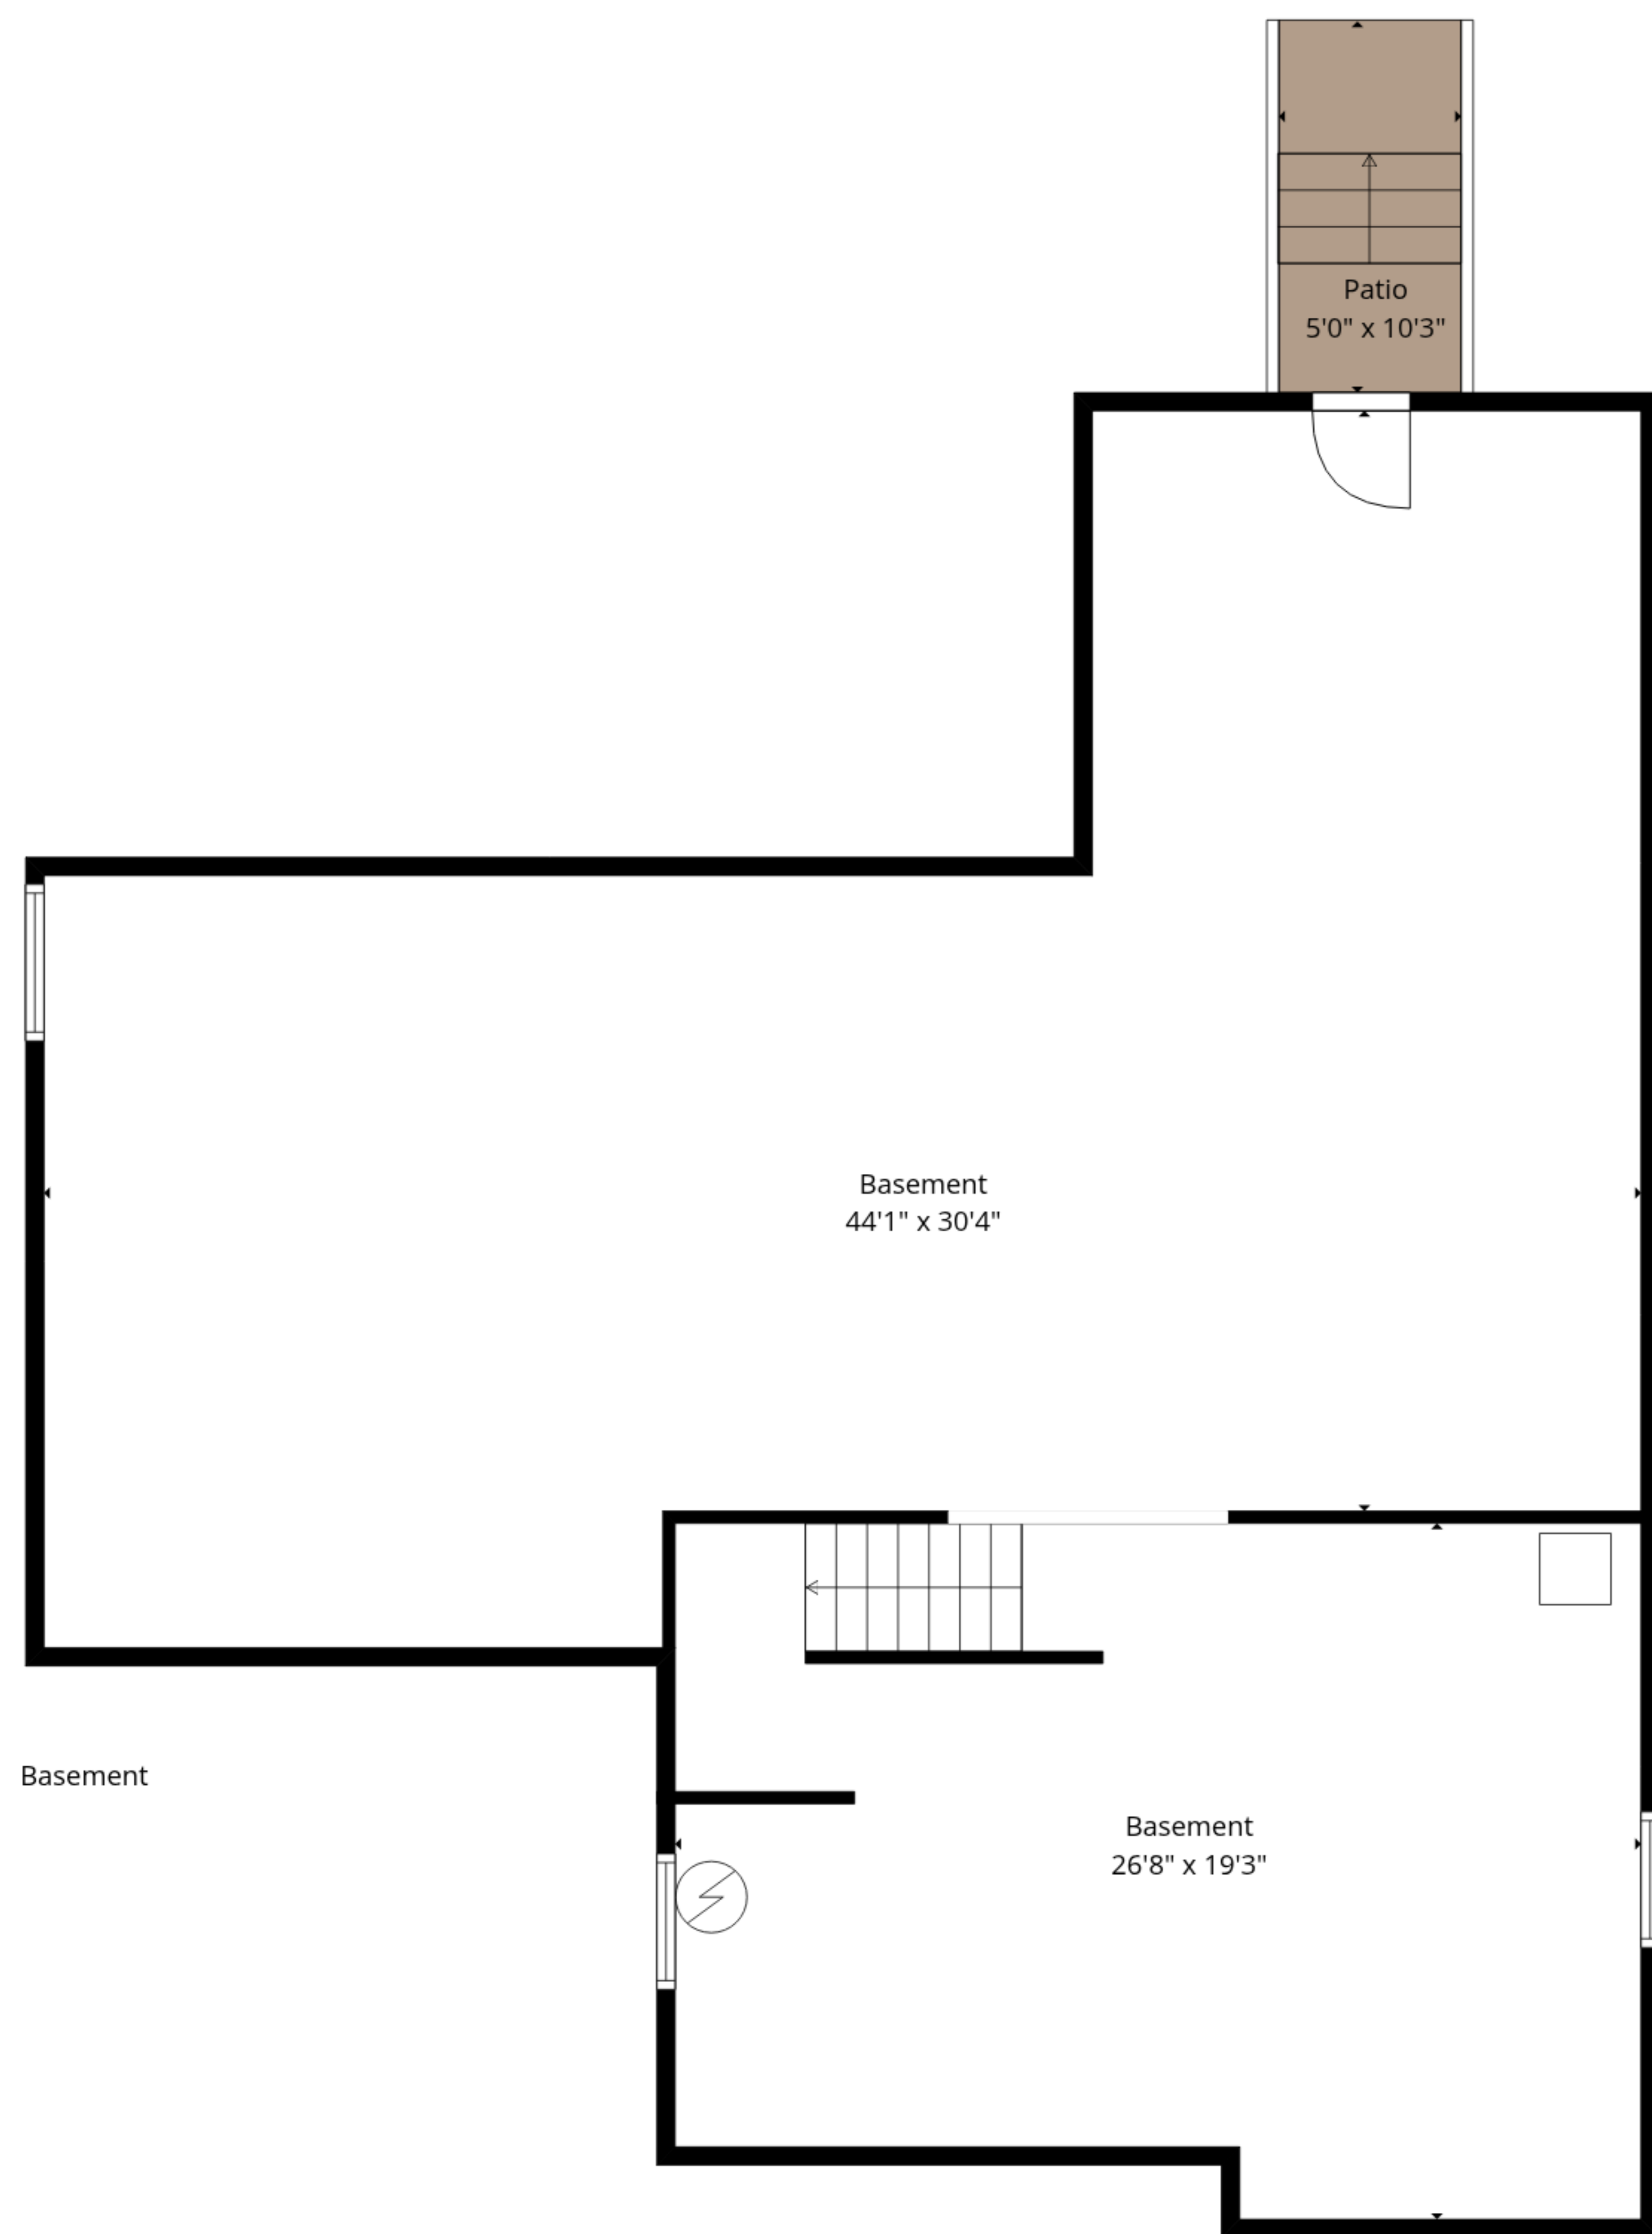 Patio
5'0" x 10'3"
Basement
44'1" x 30'4"
Basement
Basement
26'8" x 19'3"